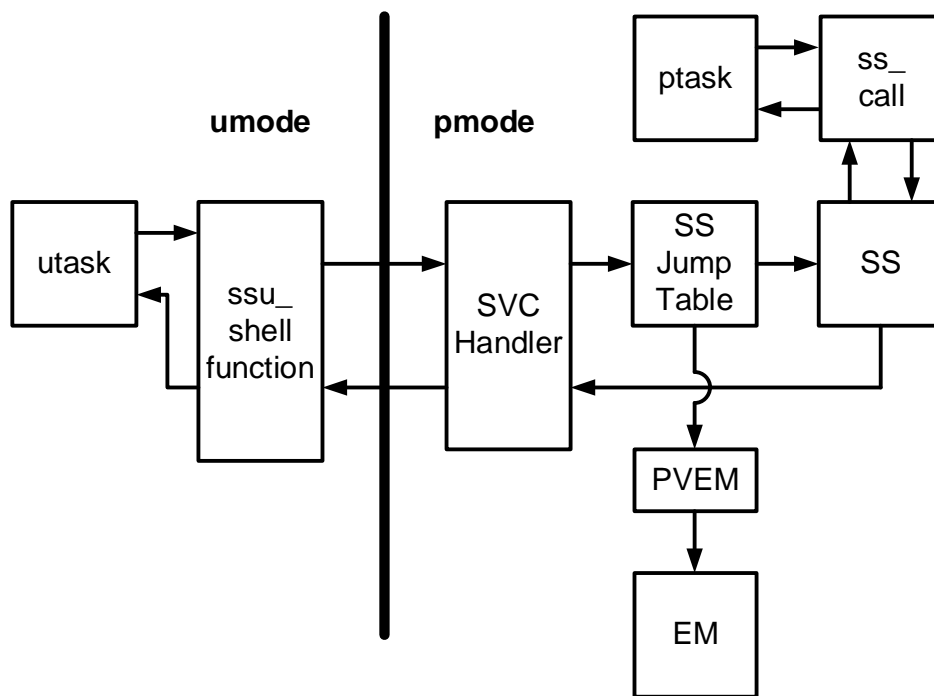 ptask
ss_
call
umode
pmode
utask
ssu_
shell
function
SVC
Handler
SS
Jump
Table
SS
PVEM
EM